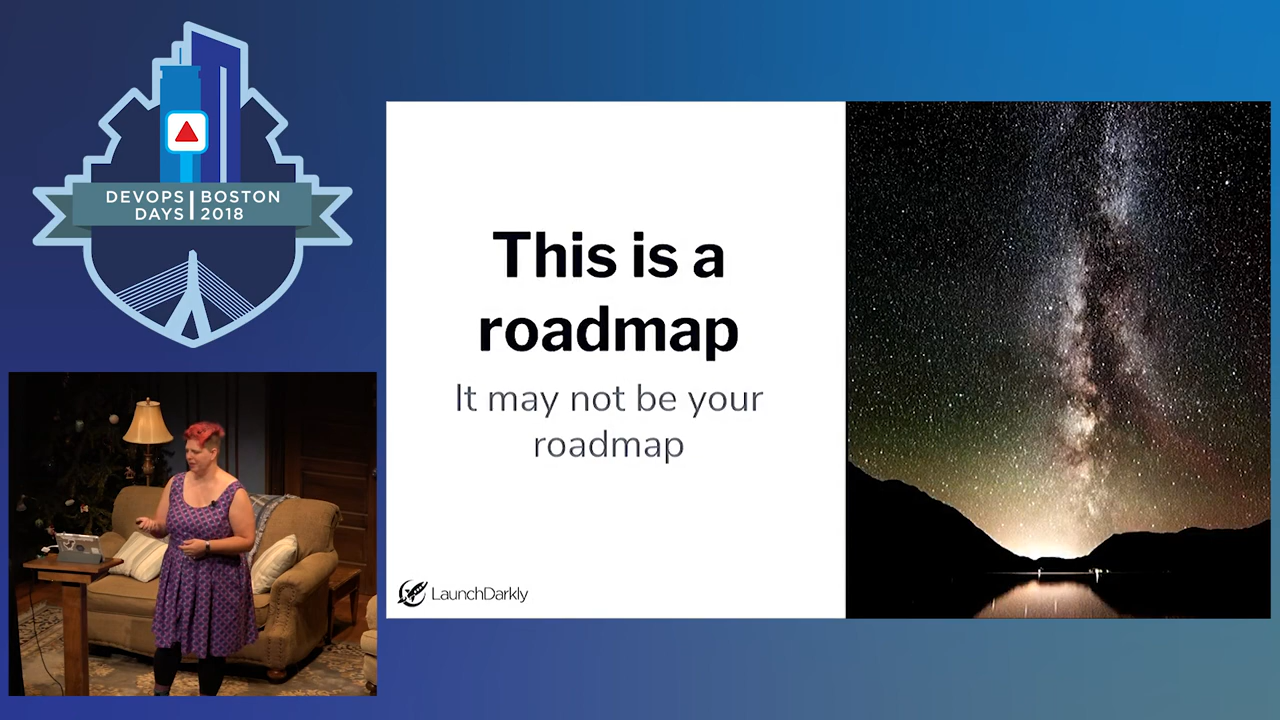 DEVOPS BOSTON
DAYS 2018
This is a
roadmap
It may not be your
roadmap
LaunchDarkly